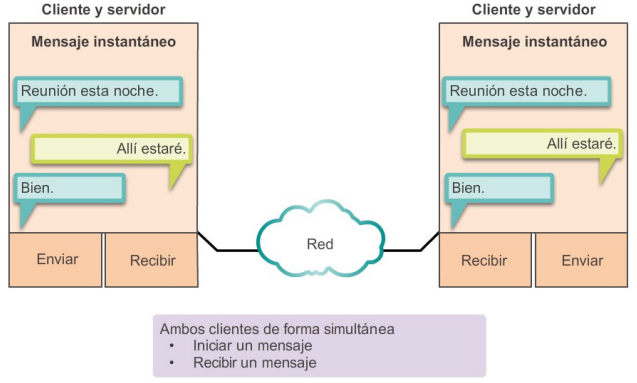 Cliente y servidor
Mensaje instantáneo
Reunión esta noche.
Allí estaré.
Bien.
Enviar
Recibir
Red
Cliente y servidor
Mensaje instantáneo
Reunión esta noche.
Allí estaré.
Bien.
Recibir
Enviar
Ambos clientes de forma simultánea
• Iniciar un mensaje
• Recibir un mensaje